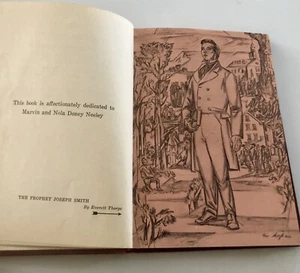 This book is affectionately dedicated to
Marvin and Nola Denny Neeley
THE PROPHET JOSEPH SMITH
By Everett Thorpe